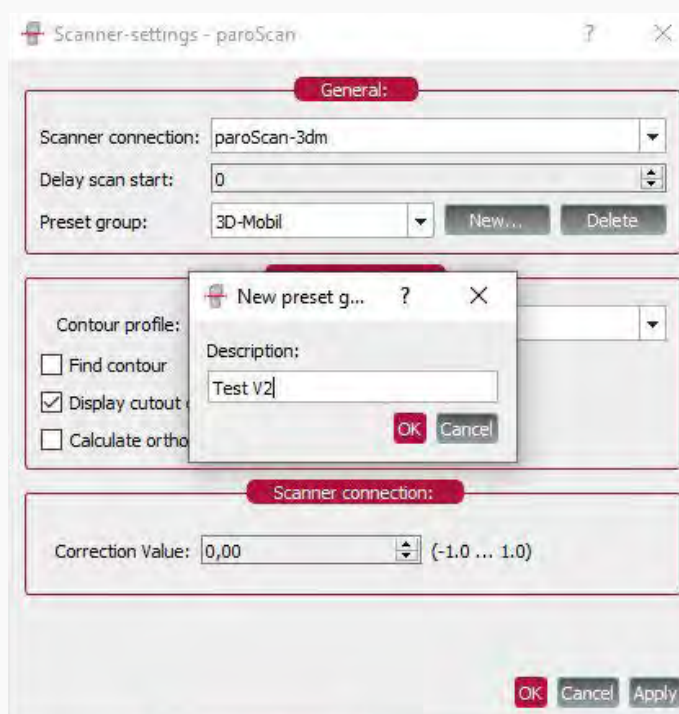 Scanner-settings - paroScan ?
General:
Scanner connection: paroScan-3dm
Delay scan start: 0
Preset group: 3D-Mobil New... Delete
New preset g... ?
Contour profile:
Description:
Find contour
Test V2
Display cutout
OK Cancel
Calculate ortho
Scanner connection:
Correction Value: 0,00 (-1.0 ... 1.0)
OK Cancel Apply